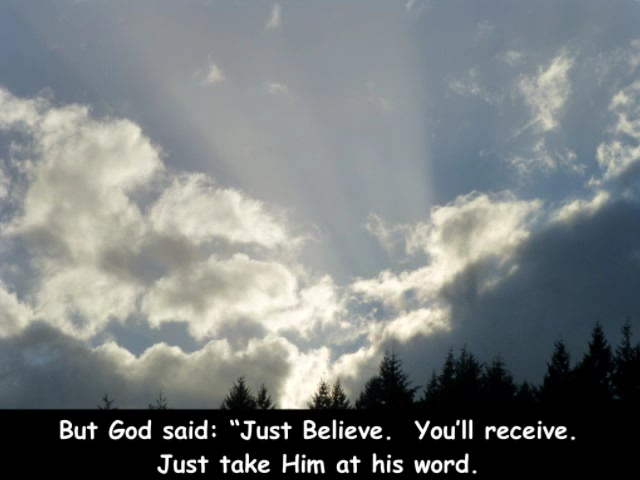 But God said: “Just Believe.  You’ll receive.
Just take Him at his word.